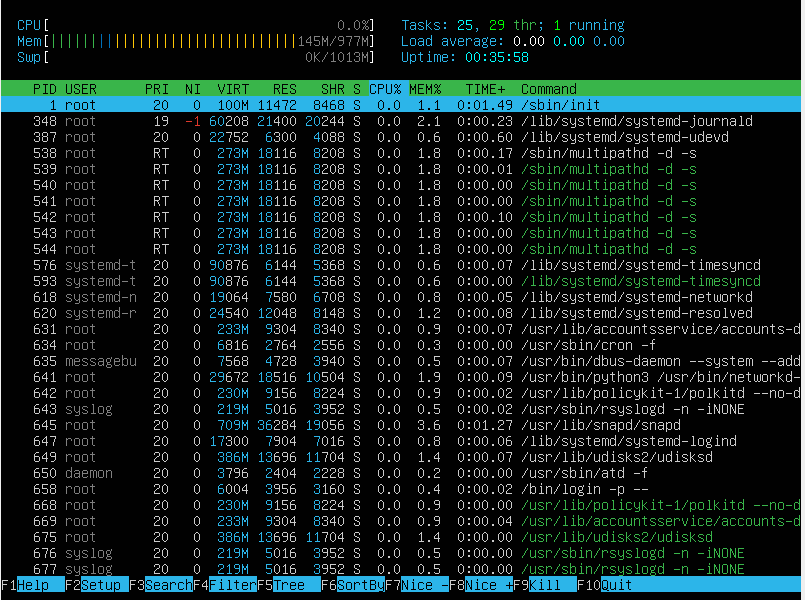 CPU[ 0.0%] Tasks: 25, 29 thr; 1 running
Mem[||||||||||||||||||||||||||||||||145M/977M] Load average: 0.00 0.00 0.00
Swp[ 0K/1013M] Uptime: 00:35:58
PID USER PRI NI VIRT RES SHR S CPU% MEM% TIME+ Command
1 root 20 0 100M 11472 8468 S 0.0 1.1 0:01.49 /sbin/init
348 root 19 -1 60208 21400 20244 S 0.0 2.1 0:00.23 /lib/systemd/systemd-journald
387 root 20 0 22752 6300 4088 S 0.0 0.6 0:00.60 /lib/systemd/systemd-udevd
538 root RT 0 273M 18116 8208 S 0.0 1.8 0:00.17 /sbin/multipathd -d -s
539 root RT 0 273M 18116 8208 S 0.0 1.8 0:00.01 /sbin/multipathd -d -s
540 root RT 0 273M 18116 8208 S 0.0 1.8 0:00.00 /sbin/multipathd -d -s
541 root RT 0 273M 18116 8208 S 0.0 1.8 0:00.00 /sbin/multipathd -d -s
542 root RT 0 273M 18116 8208 S 0.0 1.8 0:00.10 /sbin/multipathd -d -s
543 root RT 0 273M 18116 8208 S 0.0 1.8 0:00.00 /sbin/multipathd -d -s
544 root RT 0 273M 18116 8208 S 0.0 1.8 0:00.00 /sbin/multipathd -d -s
576 systemd-t 20 0 90876 6144 5368 S 0.0 0.6 0:00.07 /lib/systemd/systemd-timesyncd
593 systemd-t 20 0 90876 6144 5368 S 0.0 0.6 0:00.00 /lib/systemd/systemd-timesyncd
618 systemd-n 20 0 19064 7580 6708 S 0.0 0.8 0:00.05 /lib/systemd/systemd-networkd
620 systemd-r 20 0 24540 12048 8148 S 0.0 1.2 0:00.08 /lib/systemd/systemd-resolved
631 root 20 0 233M 9304 8340 S 0.0 0.9 0:00.07 /usr/lib/accountsservice/accounts-d
634 root 20 0 6816 2764 2556 S 0.0 0.3 0:00.00 /usr/sbin/cron -f
635 messagebu 20 0 7568 4728 3940 S 0.0 0.5 0:00.07 /usr/bin/dbus-daemon --system --add
641 root 20 0 29672 18516 10504 S 0.0 1.9 0:00.09 /usr/bin/python3 /usr/bin/networkd-
642 root 20 0 230M 9156 8224 S 0.0 0.9 0:00.02 /usr/lib/policykit-1/polkitd --no-d
643 syslog 20 0 219M 5016 3952 S 0.0 0.5 0:00.02 /usr/sbin/rsyslogd -n -iNONE
645 root 20 0 709M 36284 19056 S 0.0 3.6 0:01.27 /usr/lib/snapd/snapd
647 root 20 0 17300 7904 7016 S 0.0 0.8 0:00.06 /lib/systemd/systemd-logind
649 root 20 0 386M 13696 11704 S 0.0 1.4 0:00.07 /usr/lib/udisks2/udisksd
650 daemon 20 0 3796 2404 2228 S 0.0 0.2 0:00.00 /usr/sbin/atd -f
658 root 20 0 6004 3956 3160 S 0.0 0.4 0:00.02 /bin/login -p --
668 root 20 0 230M 9156 8224 S 0.0 0.9 0:00.00 /usr/lib/policykit-1/polkitd --no-d
669 root 20 0 233M 9304 8340 S 0.0 0.9 0:00.04 /usr/lib/accountsservice/accounts-d
675 root 20 0 386M 13696 11704 S 0.0 1.4 0:00.00 /usr/lib/udisks2/udisksd
676 syslog 20 0 219M 5016 3952 S 0.0 0.5 0:00.00 /usr/sbin/rsyslogd -n -iNONE
677 syslog 20 0 219M 5016 3952 S 0.0 0.5 0:00.00 /usr/sbin/rsyslogd -n -iNONE
F1Help F2Setup F3SearchF4FilterF5Tree F6SortByF7Nice -F8Nice +F9Kill F10Quit